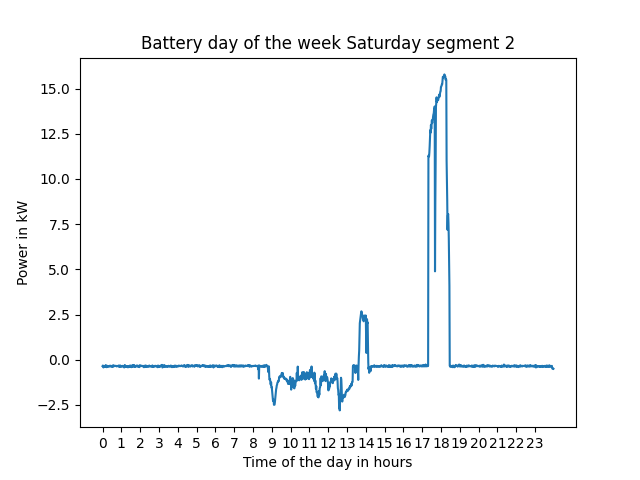 Battery day of the week Saturday segment 2
Power in kW
15.0
12.5
10.0
7.5
5.0
2.5
0.0
−2.5
0 1 2 3 4 5 6 7 8 9 10 11 12 13 14 15 16 17 18 19 20 21 22 23
Time of the day in hours